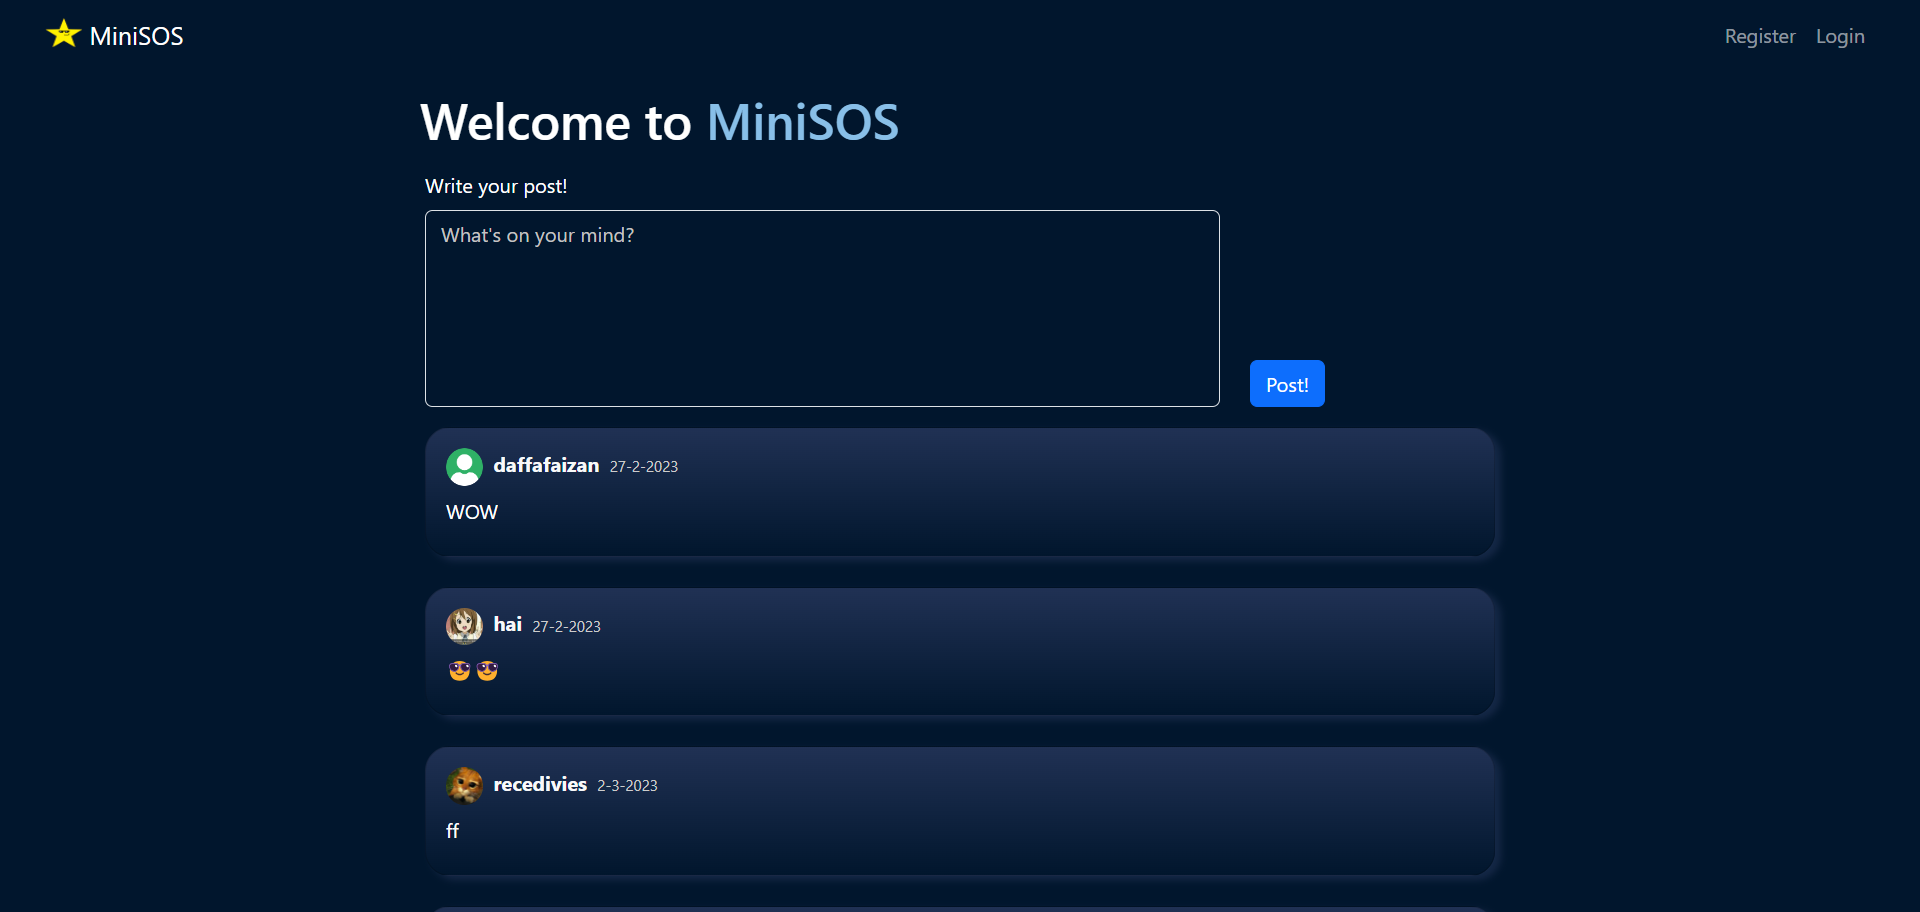 MiniSOS
Register Login
Welcome to MiniSOS
Write your post!
What's on your mind?
Post!
daffafaizan 27-2-2023
WOW
hai 27-2-2023
😎😎
recedivies 2-3-2023
ff